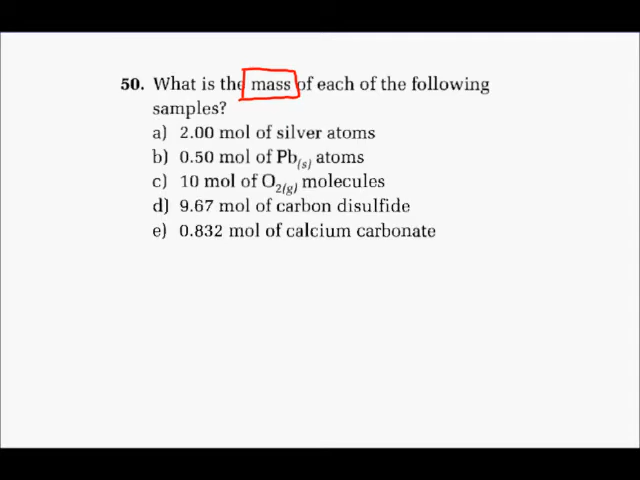 50. What is the mass of each of the following
samples?
a) 2.00 mol of silver atoms
b) 0.50 mol of Pb(s) atoms
c) 10 mol of O2(g) molecules
d) 9.67 mol of carbon disulfide
e) 0.832 mol of calcium carbonate